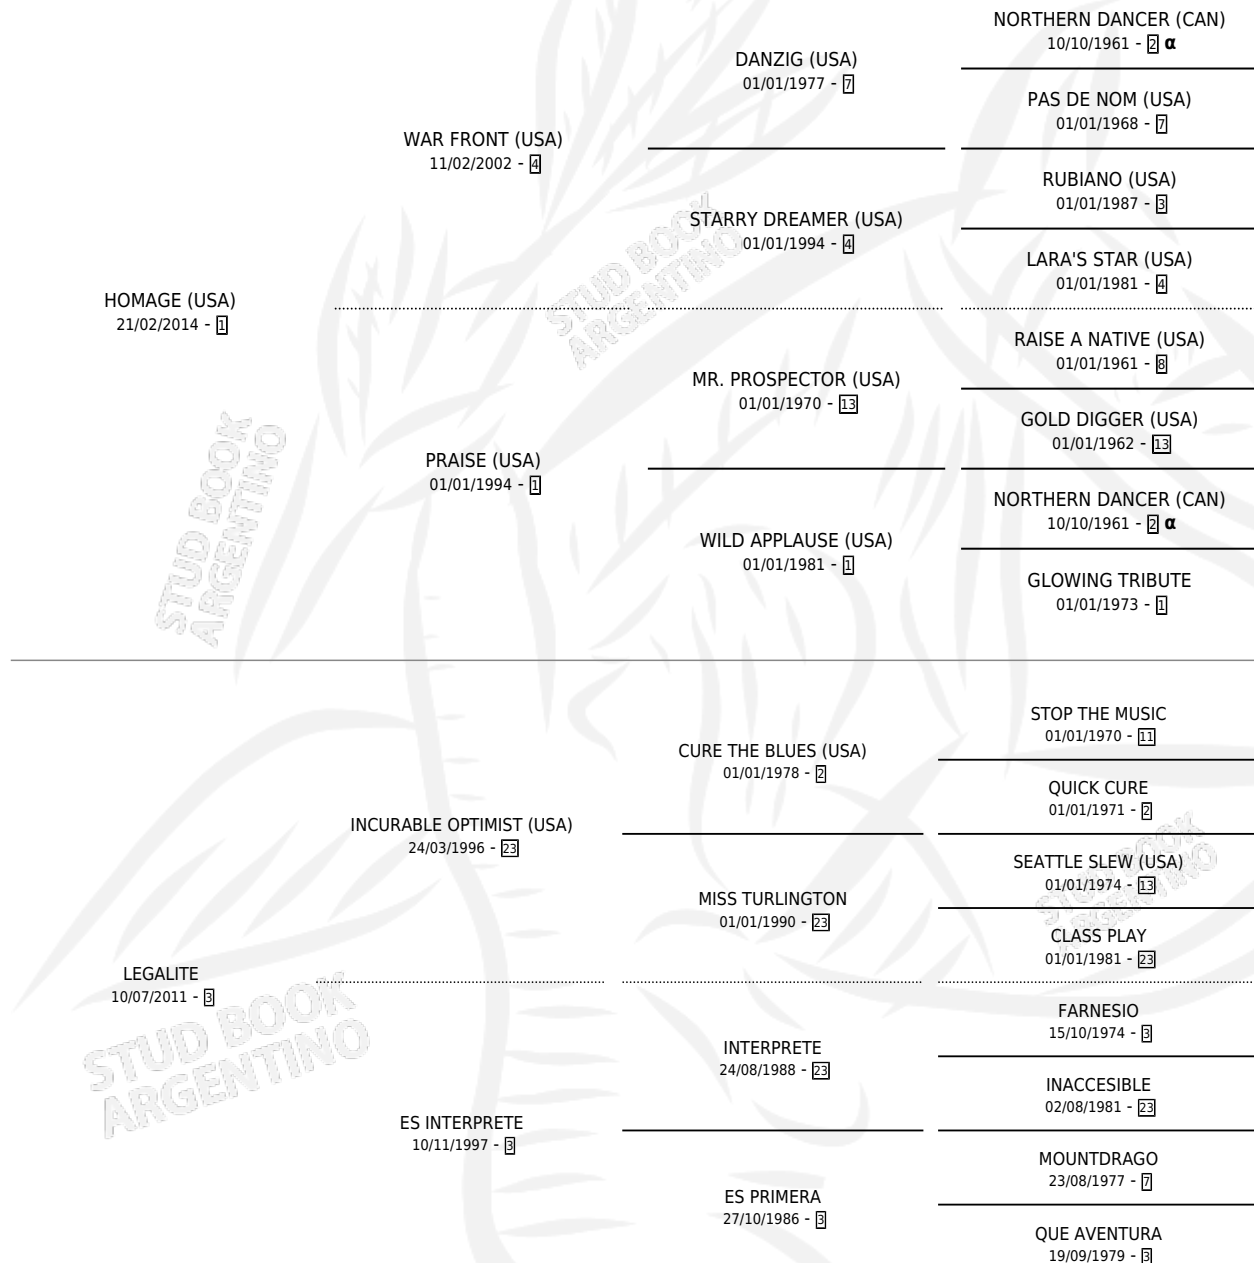 NORTHERN DANCER (CAN)
10/10/1961 - 2 α
DANZIG (USA)
01/01/1977 - 7
PAS DE NOM (USA)
01/01/1968 - 7
WAR FRONT (USA)
11/02/2002 - 4
RUBIANO (USA)
01/01/1987 - 3
STARRY DREAMER (USA)
01/01/1994 - 4
LARA'S STAR (USA)
01/01/1981 - 4
HOMAGE (USA)
21/02/2014 - 1
RAISE A NATIVE (USA)
01/01/1961 - 8
MR. PROSPECTOR (USA)
01/01/1970 - 13
GOLD DIGGER (USA)
01/01/1962 - 13
PRAISE (USA)
01/01/1994 - 1
NORTHERN DANCER (CAN)
10/10/1961 - 2 α
WILD APPLAUSE (USA)
01/01/1981 - 1
GLOWING TRIBUTE
01/01/1973 - 1
STOP THE MUSIC
01/01/1970 - 11
CURE THE BLUES (USA)
01/01/1978 - 2
QUICK CURE
01/01/1971 - 2
INCURABLE OPTIMIST (USA)
24/03/1996 - 23
SEATTLE SLEW (USA)
01/01/1974 - 13
MISS TURLINGTON
01/01/1990 - 23
CLASS PLAY
01/01/1981 - 23
LEGALITE
10/07/2011 - 3
FARNESIO
15/10/1974 - 3
INTERPRETE
24/08/1988 - 23
INACCESIBLE
02/08/1981 - 23
ES INTERPRETE
10/11/1997 - 3
MOUNTDRAGO
23/08/1977 - 7
ES PRIMERA
27/10/1986 - 3
QUE AVENTURA
19/09/1979 - 3
STUD BOOK
ARGENTINO
STUD BOOK
ARGENTINO
STUD BOOK
ARGENTINO
STUD BOOK
ARGENTINO